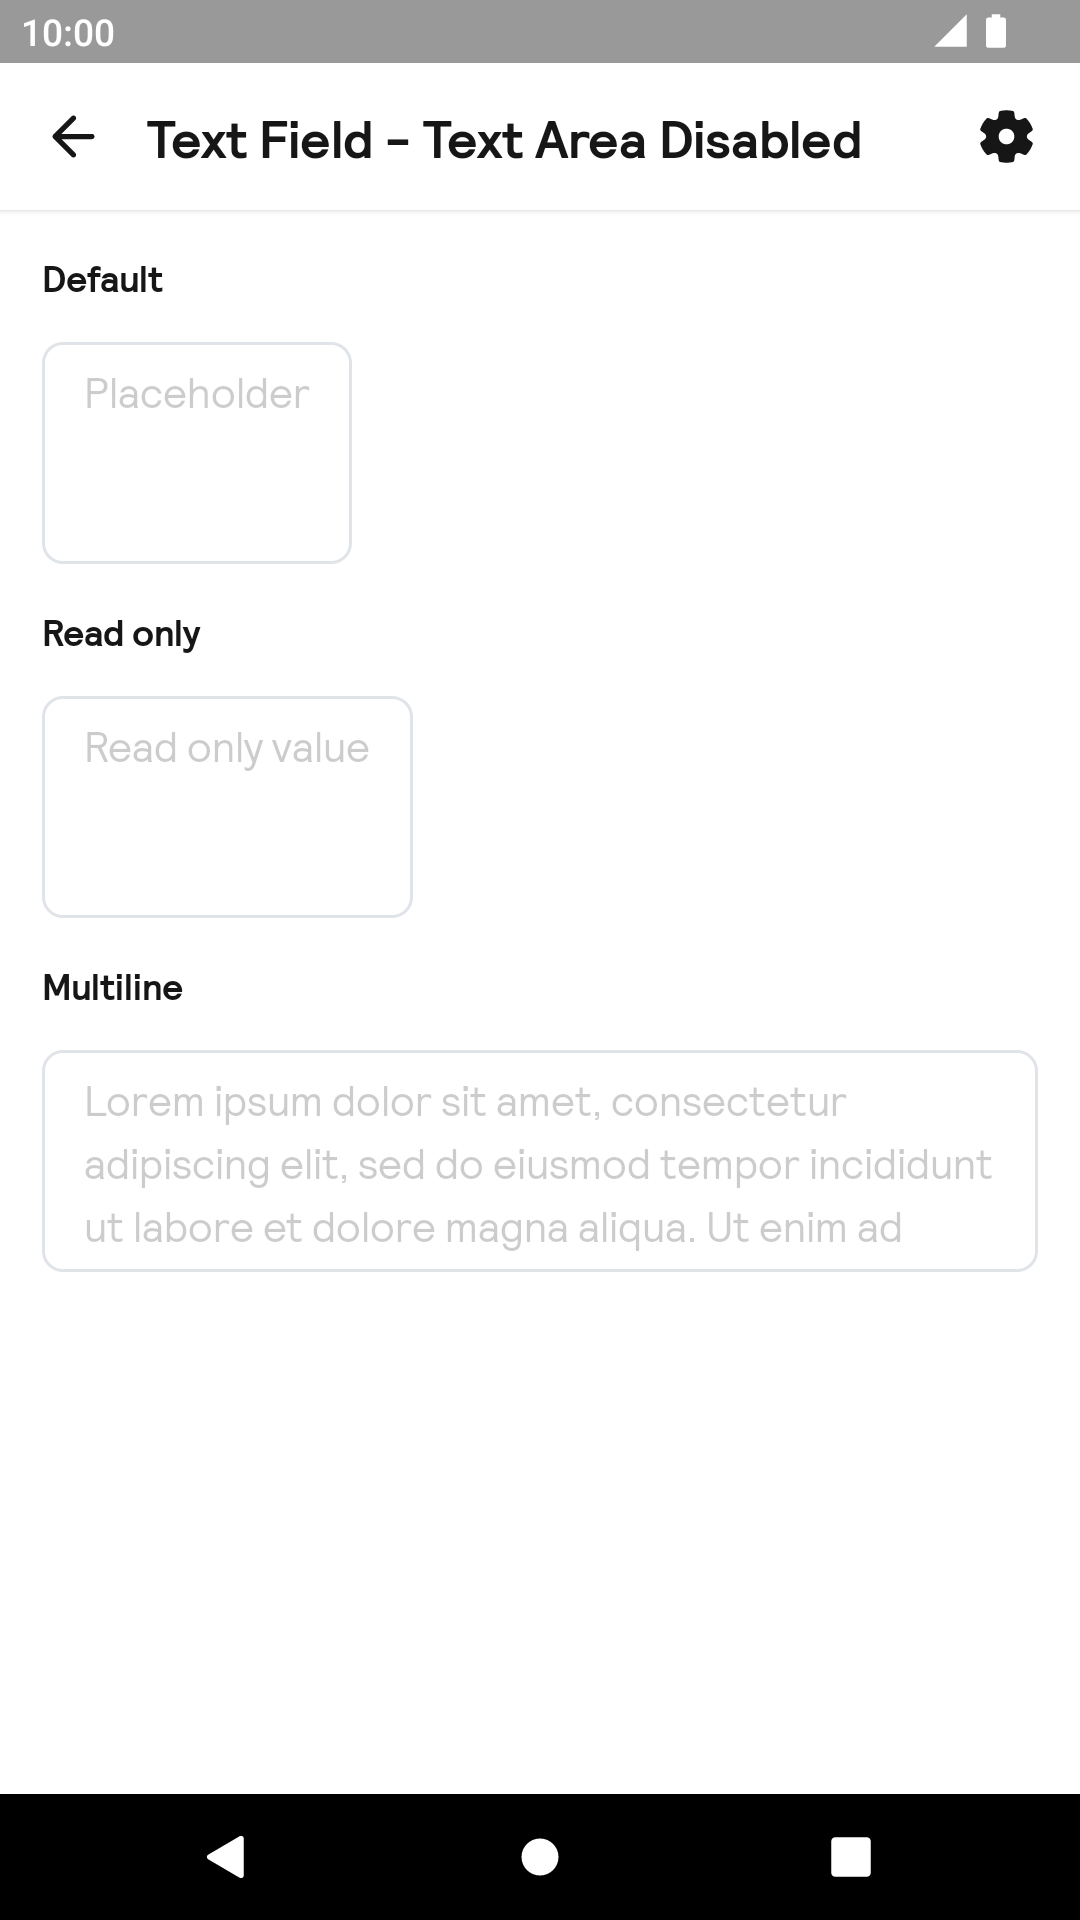 10:00
Text Field - Text Area Disabled
Default
Placeholder
Read only
Read only value
Multiline
Lorem ipsum dolor sit amet, consectetur
adipiscing elit, sed do eiusmod tempor incididunt
ut labore et dolore magna aliqua. Ut enim ad